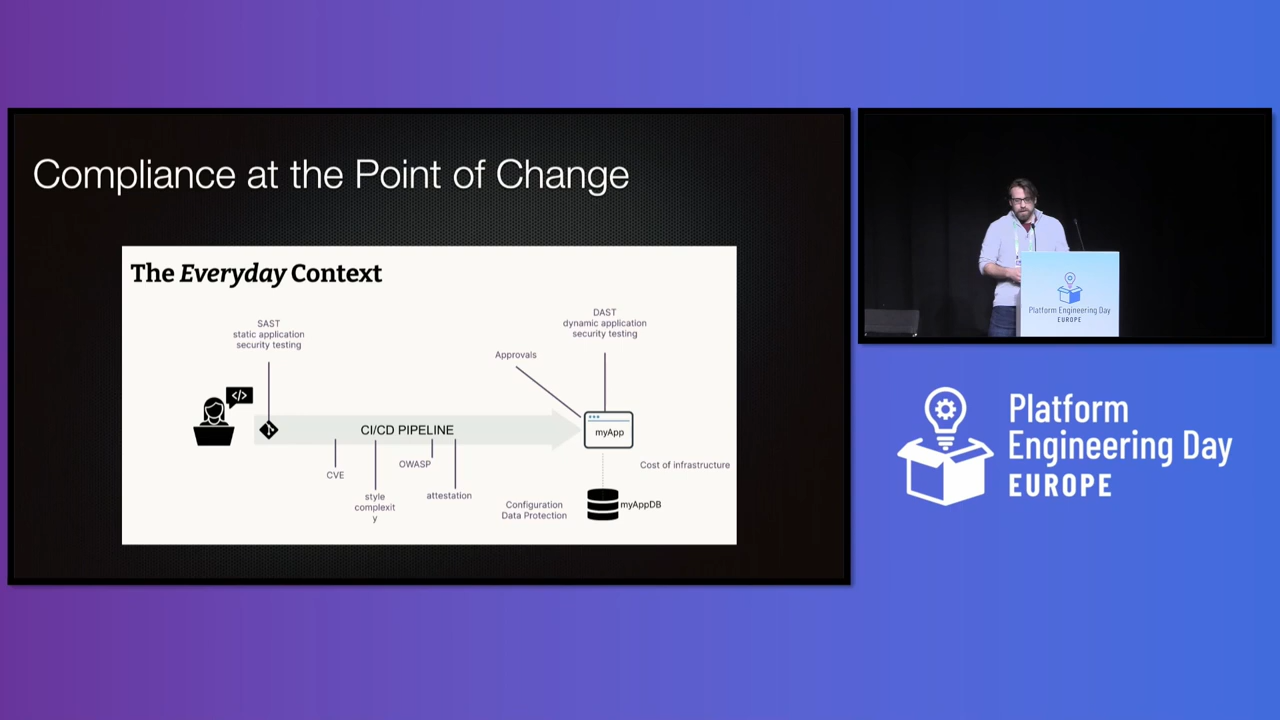 Compliance at the Point of Change
The Everyday Context
SAST
static application
security testing
DAST
dynamic application
security testing
Approvals
</>
CI/CD PIPELINE
myApp
CVE
OWASP
style
complexit
y
attestation
Cost of infrastructure
Configuration
Data Protection
myAppDB
Platform Engineering Day
EUROPE
Platform
Engineering Day
EUROPE